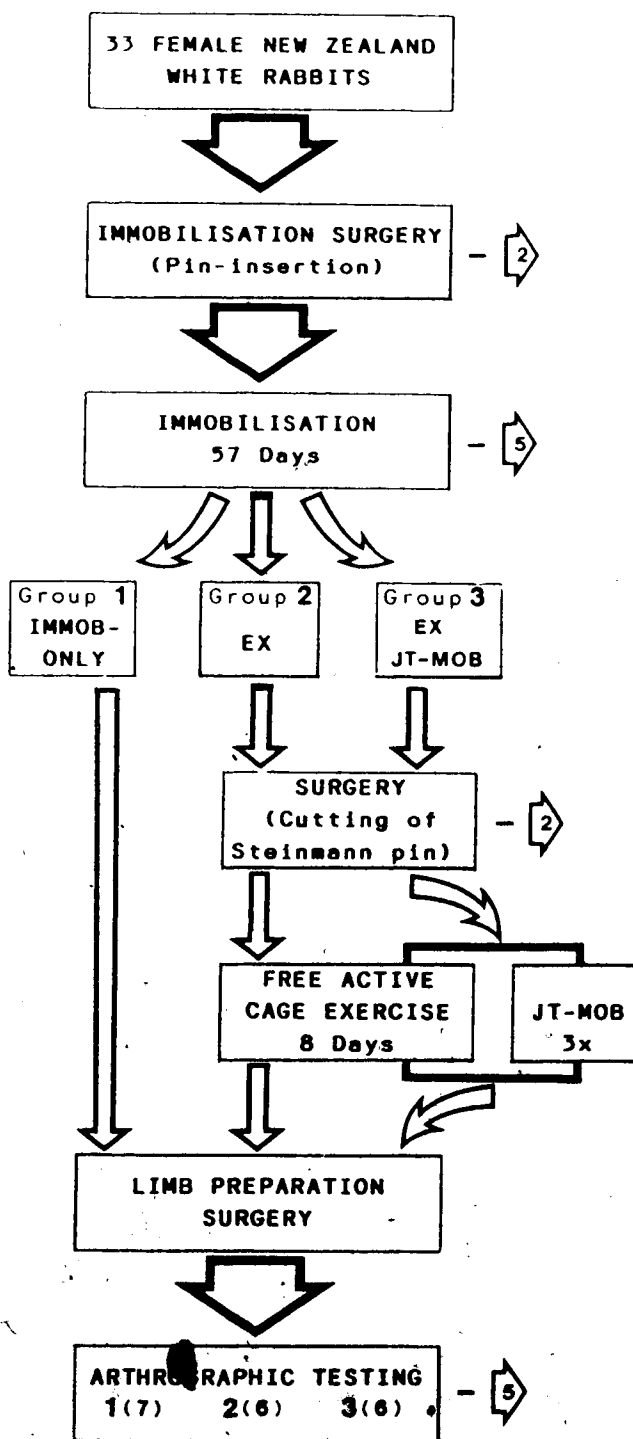 33 FEMALE NEW ZEALAND
WHITE RABBITS
IMMOBILISATION SURGERY
(Pin-insertion)
- 2
IMMOBILISATION
57 Days
- 5
Group 1
IMMOB-
ONLY
Group 2
EX
Group 3
EX
JT-MOB
SURGERY
(Cutting of
Steinmann pin)
- 2
FREE ACTIVE
CAGE EXERCISE
8 Days
JT-MOB
3x
LIMB PREPARATION
SURGERY
ARTHROGRAPHIC TESTING
1(7) 2(6) 3(6)
- 5